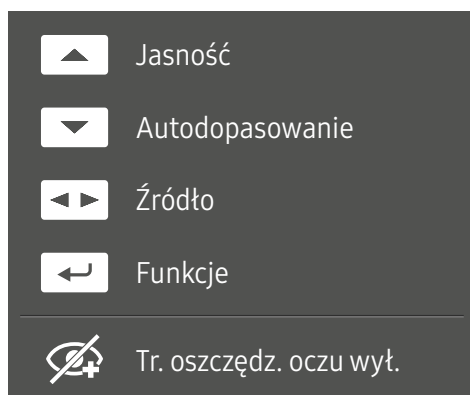 Jasność
Autodopasowanie
Źródło
Funkcje
Tr. oszczędz. oczu wył.